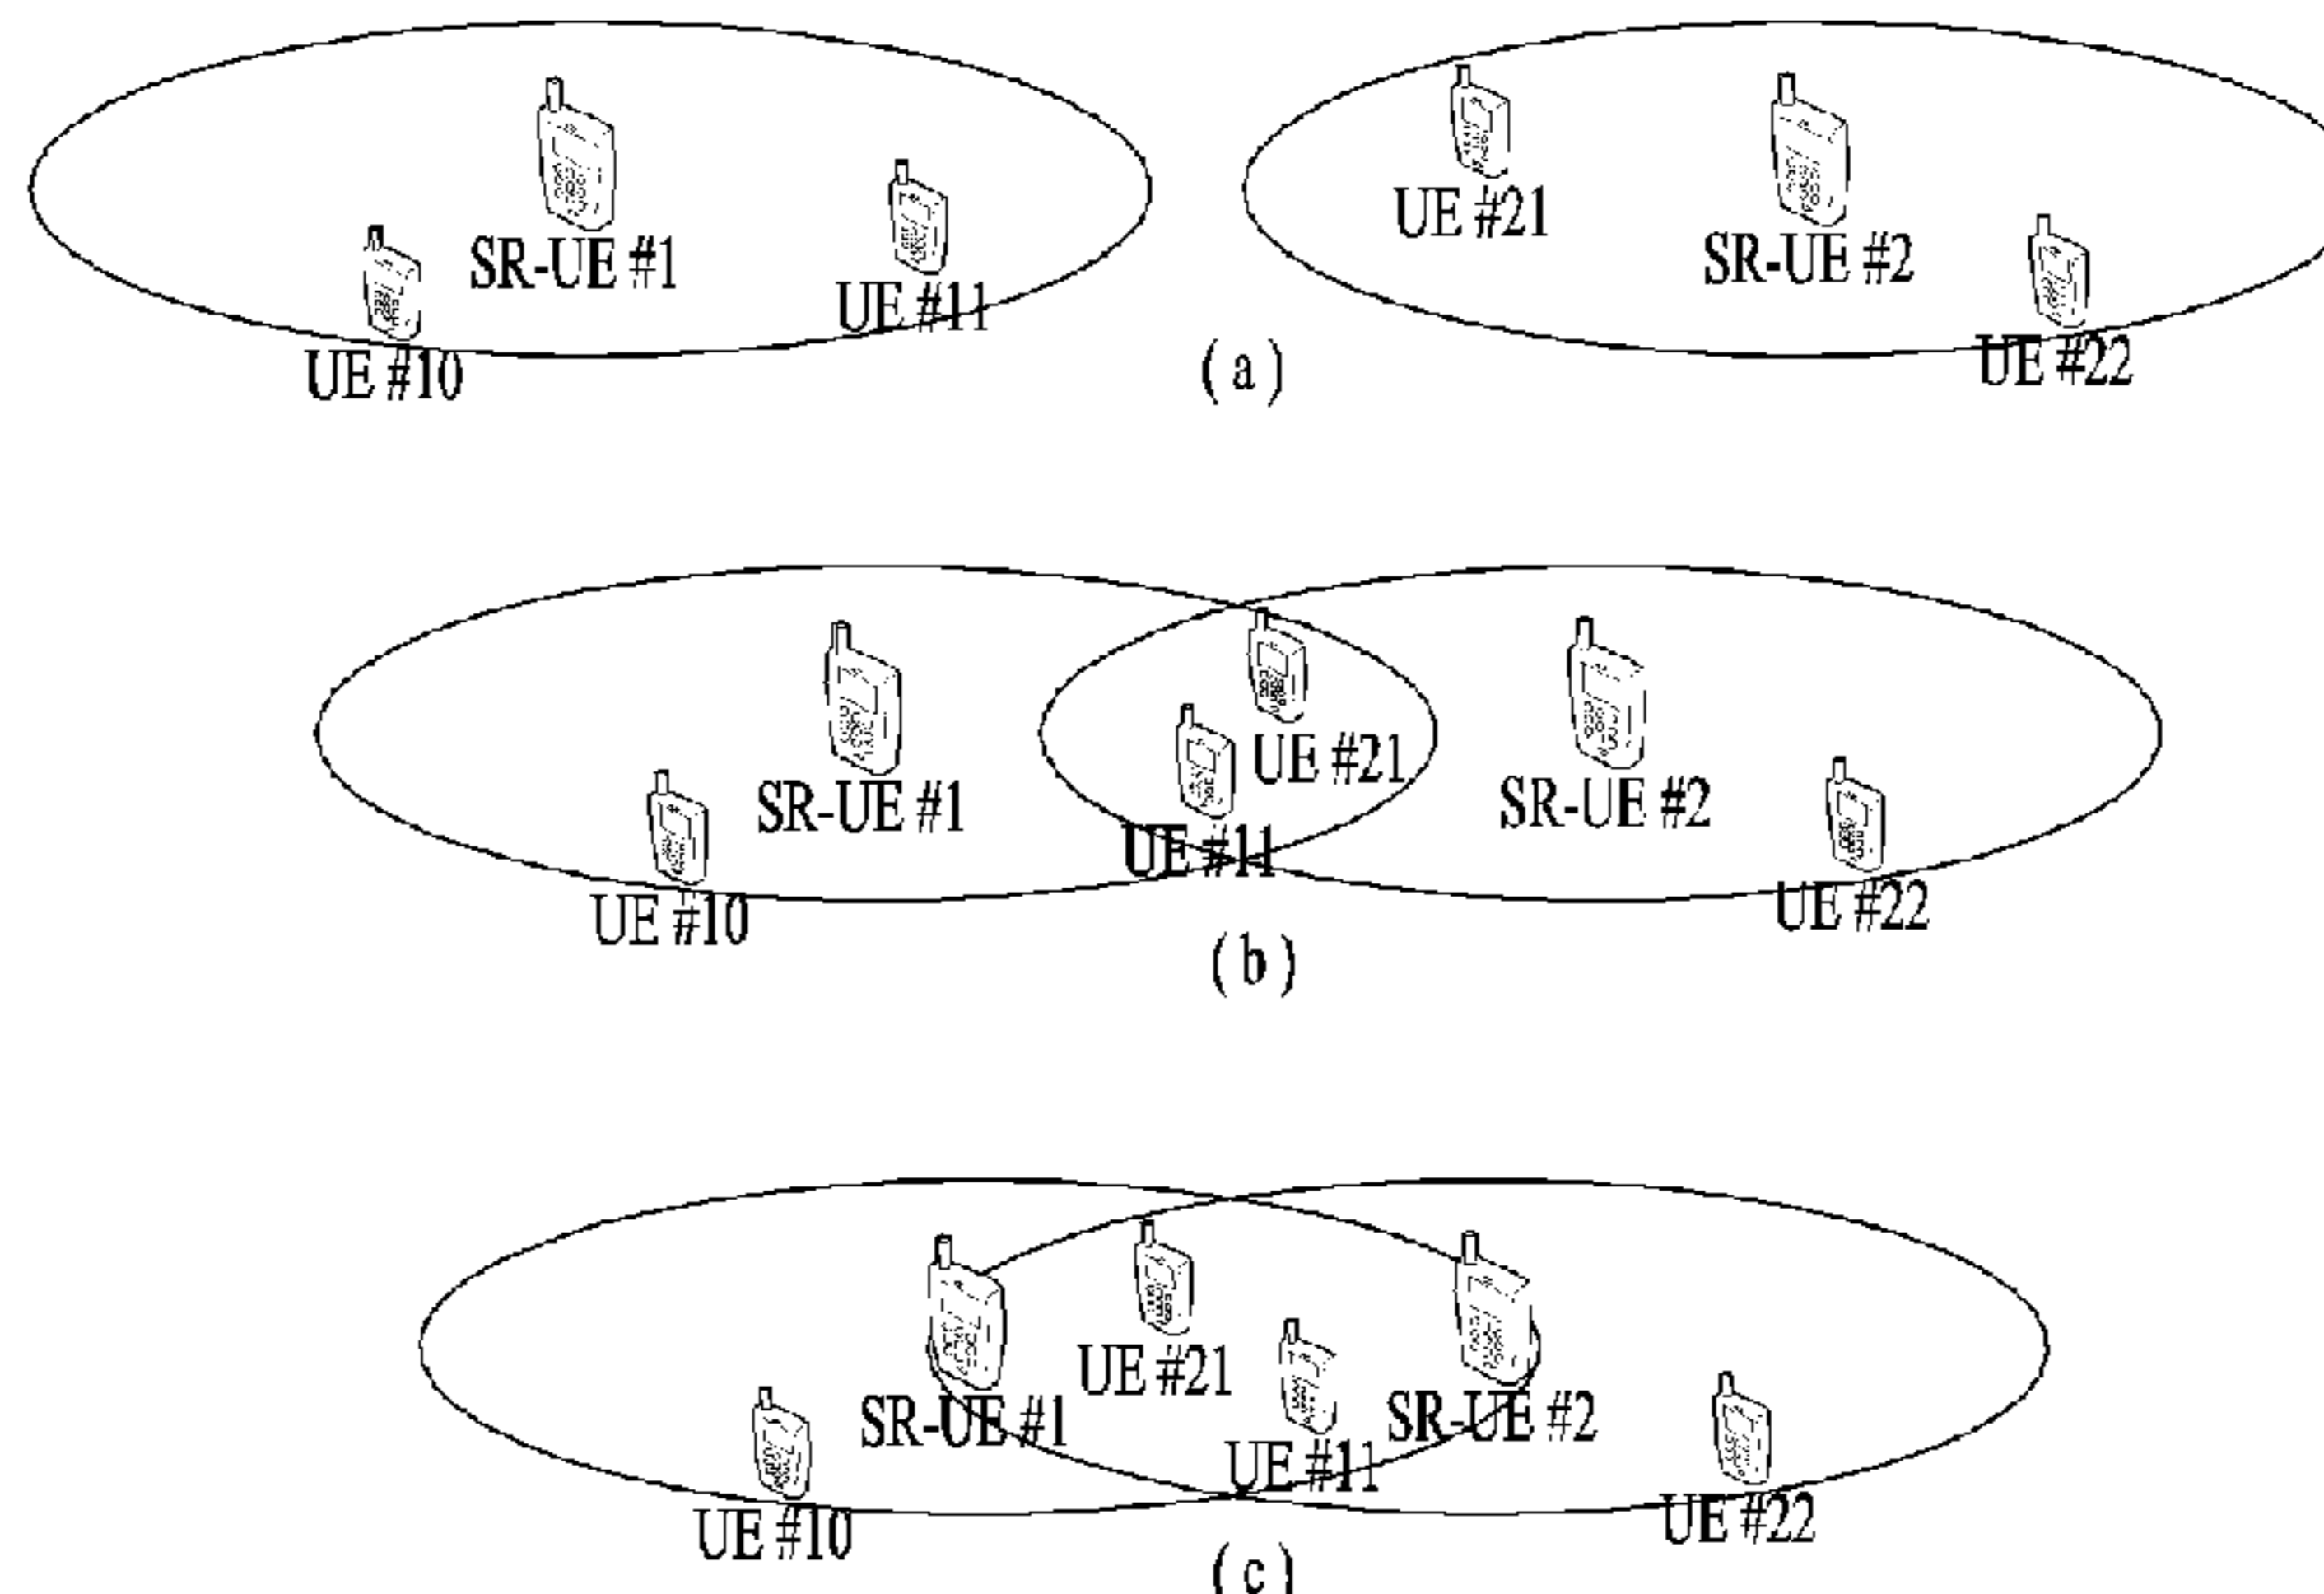 UE #21
SR-UE #1
SR-UE #2
UE #11
UE #10
UE #22
( a )
UE #21
SR-UE #1
SR-UE #2
UE #11
UE #10
UE #22
( b )
UE #21
SR-UE #1
SR-UE #2
UE #11
UE #10
UE #22
( c )